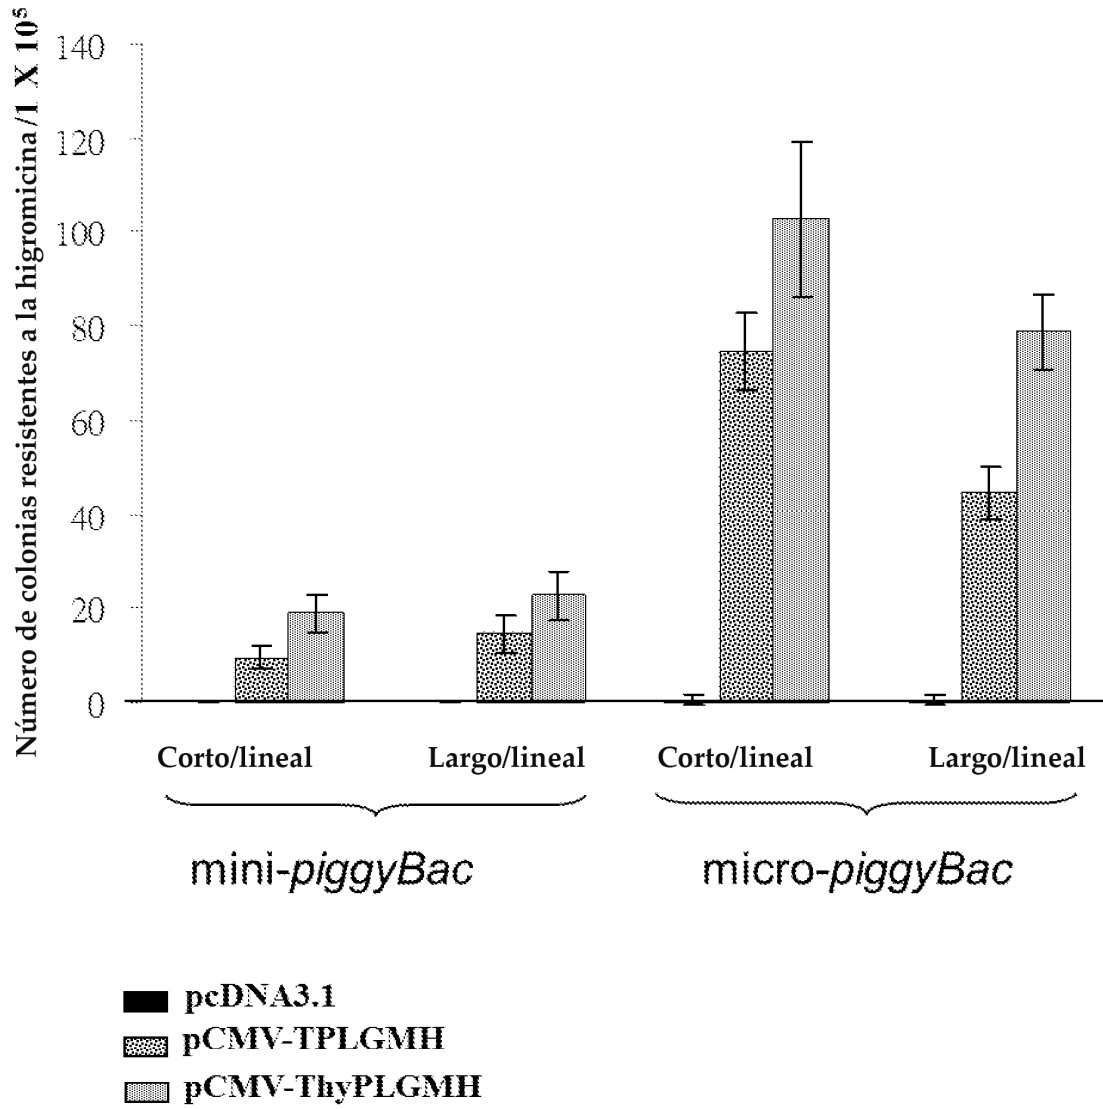 Número de colonias resistentes a la higromicina/1 X 10⁵
140
120
100
80
60
40
20
0
Corto/lineal Largo/lineal Corto/lineal Largo/lineal
mini-piggyBac micro-piggyBac
pcDNA3.1
pCMV-TPLGMH
pCMV-ThyPLGMH